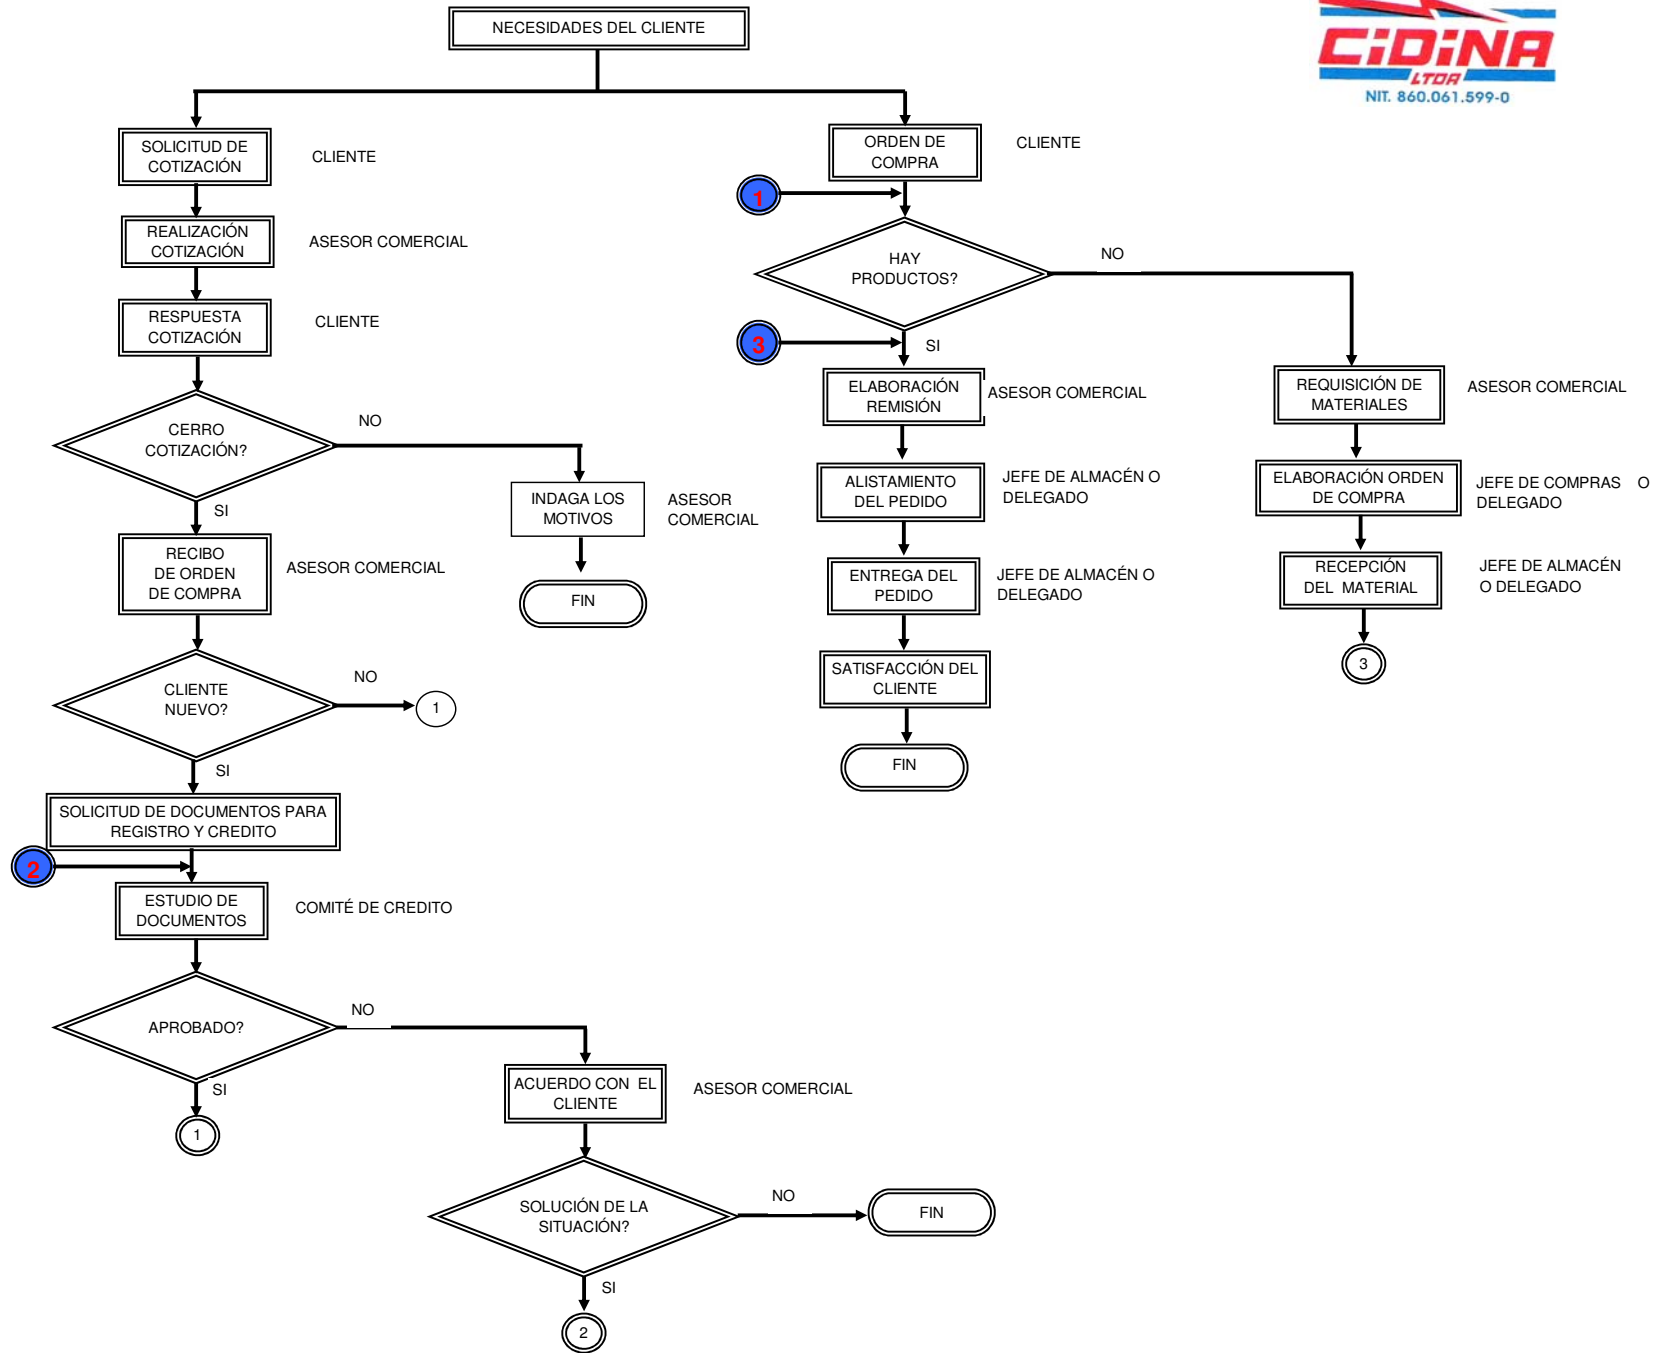 NECESIDADES DEL CLIENTE
CiDiNA
LTDA
NIT. 860.061.599-0
SOLICITUD DE
COTIZACIÓN
CLIENTE
REALIZACIÓN
COTIZACIÓN
ASESOR COMERCIAL
RESPUESTA
COTIZACIÓN
CLIENTE
CERRO
COTIZACIÓN?
NO
INDAGA LOS
MOTIVOS
ASESOR
COMERCIAL
FIN
SI
RECIBO
DE ORDEN
DE COMPRA
ASESOR COMERCIAL
CLIENTE
NUEVO?
NO
1
SI
SOLICITUD DE DOCUMENTOS PARA
REGISTRO Y CREDITO
2
ESTUDIO DE
DOCUMENTOS
COMITÉ DE CREDITO
APROBADO?
NO
SI
1
ACUERDO CON EL
CLIENTE
ASESOR COMERCIAL
SOLUCIÓN DE LA
SITUACIÓN?
NO
FIN
SI
2
ORDEN DE
COMPRA
CLIENTE
1
HAY
PRODUCTOS?
NO
3
SI
ELABORACIÓN
REMISIÓN
ASESOR COMERCIAL
ALISTAMIENTO
DEL PEDIDO
JEFE DE ALMACÉN O
DELEGADO
ENTREGA DEL
PEDIDO
JEFE DE ALMACÉN O
DELEGADO
SATISFACCIÓN DEL
CLIENTE
FIN
REQUISICIÓN DE
MATERIALES
ASESOR COMERCIAL
ELABORACIÓN ORDEN
DE COMPRA
JEFE DE COMPRAS O
DELEGADO
RECEPCIÓN
DEL MATERIAL
JEFE DE ALMACÉN
O DELEGADO
3